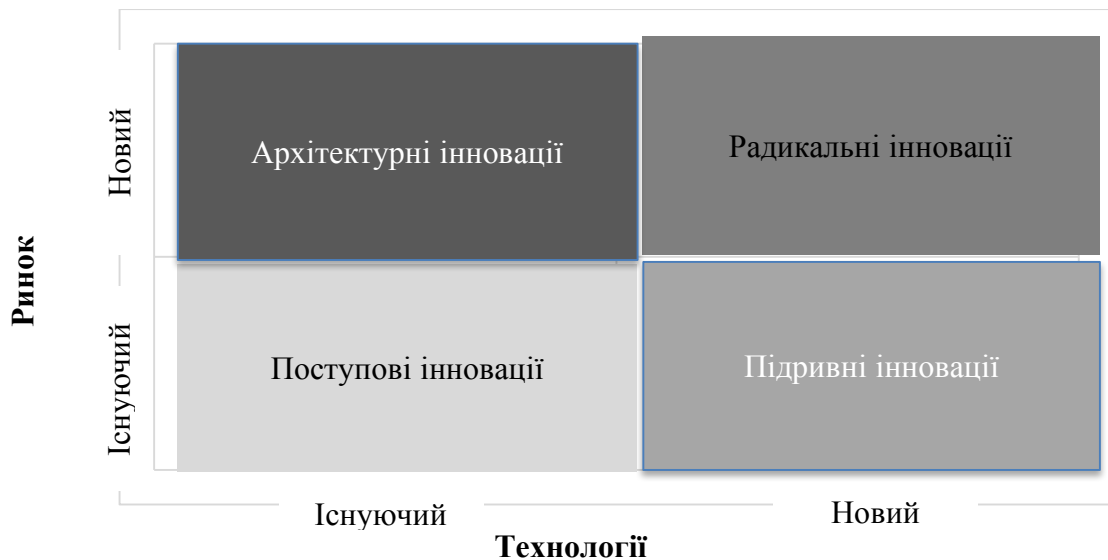 Новий
Архітектурні інновації
Радикальні інновації
Ринок
Існуючий
Поступові інновації
Підривні інновації
Існуючий
Новий
Технології